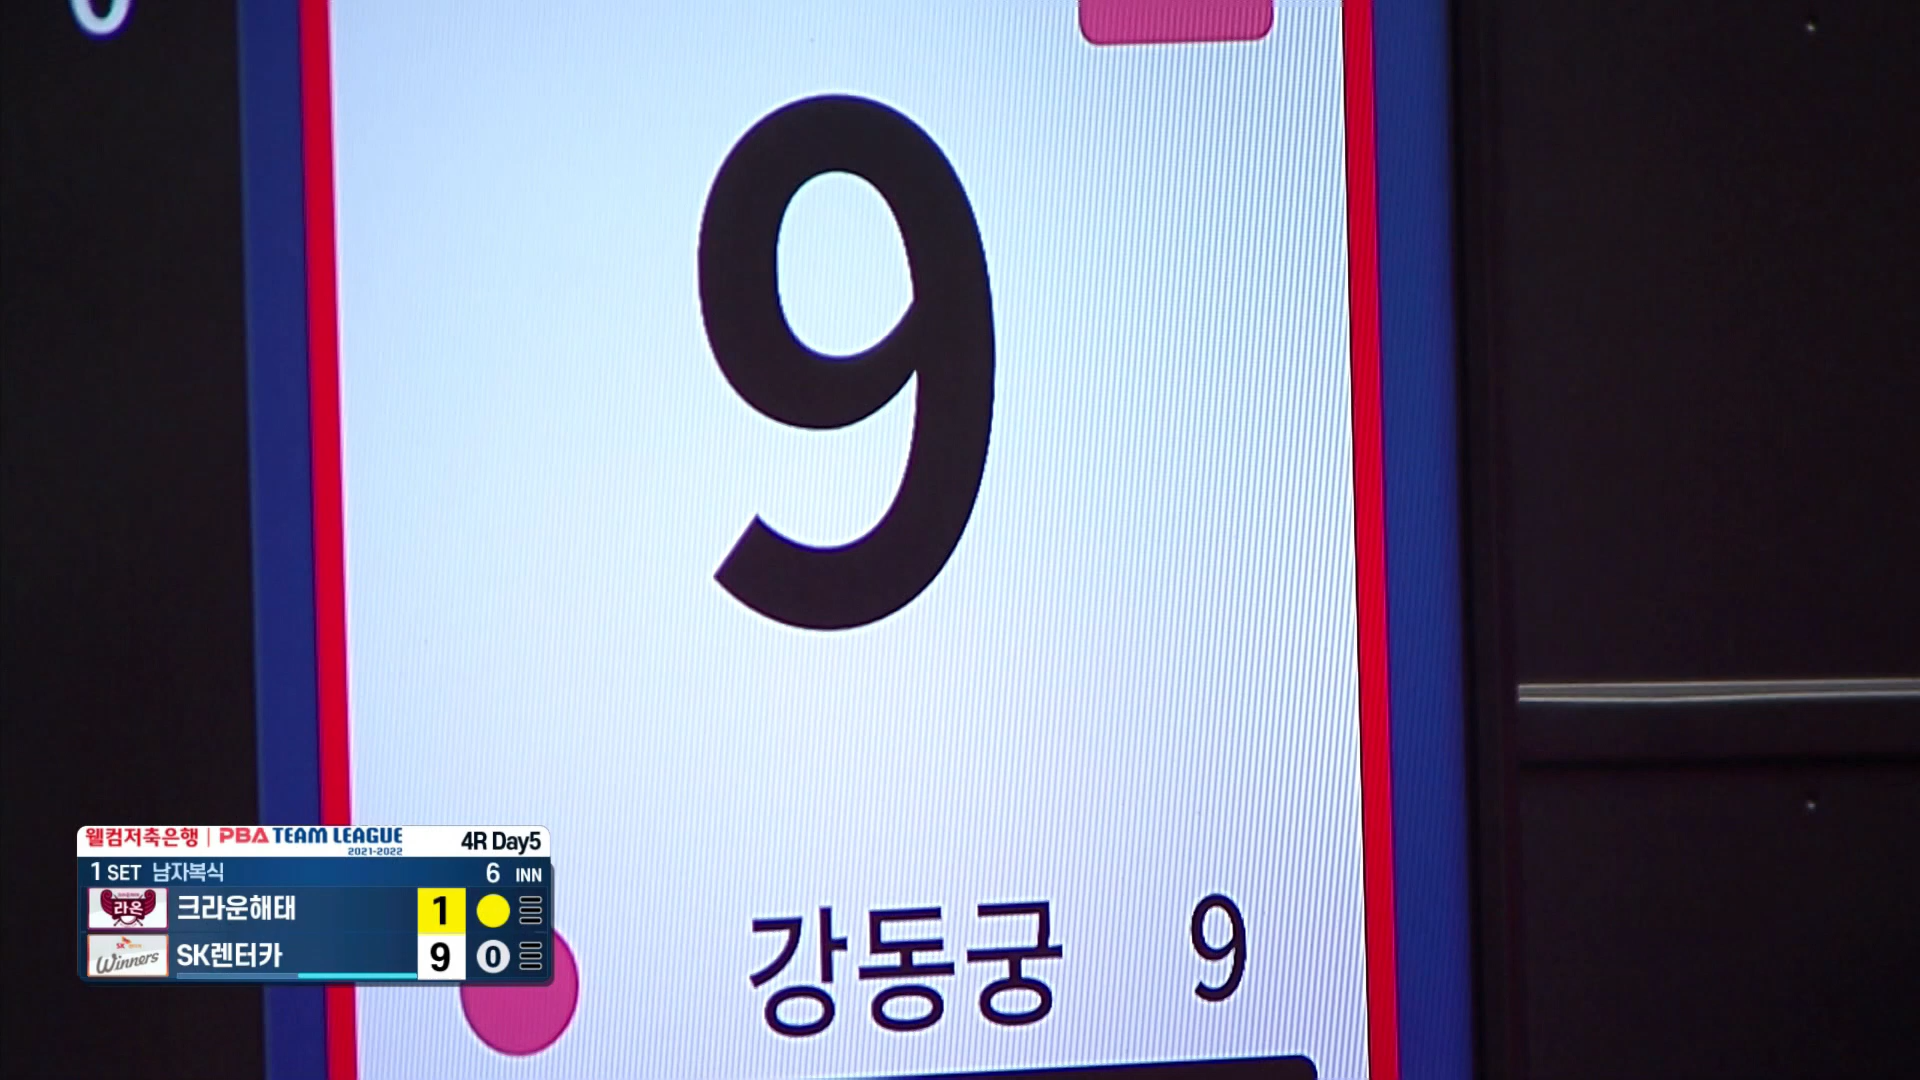 9
강동궁 9
웰컴저축은행 | PBA TEAM LEAGUE 4R Day5
2021-2022
1 SET 남자복식 6 INN
라온 크라운해태 1
SK Winners SK렌터카 9 0